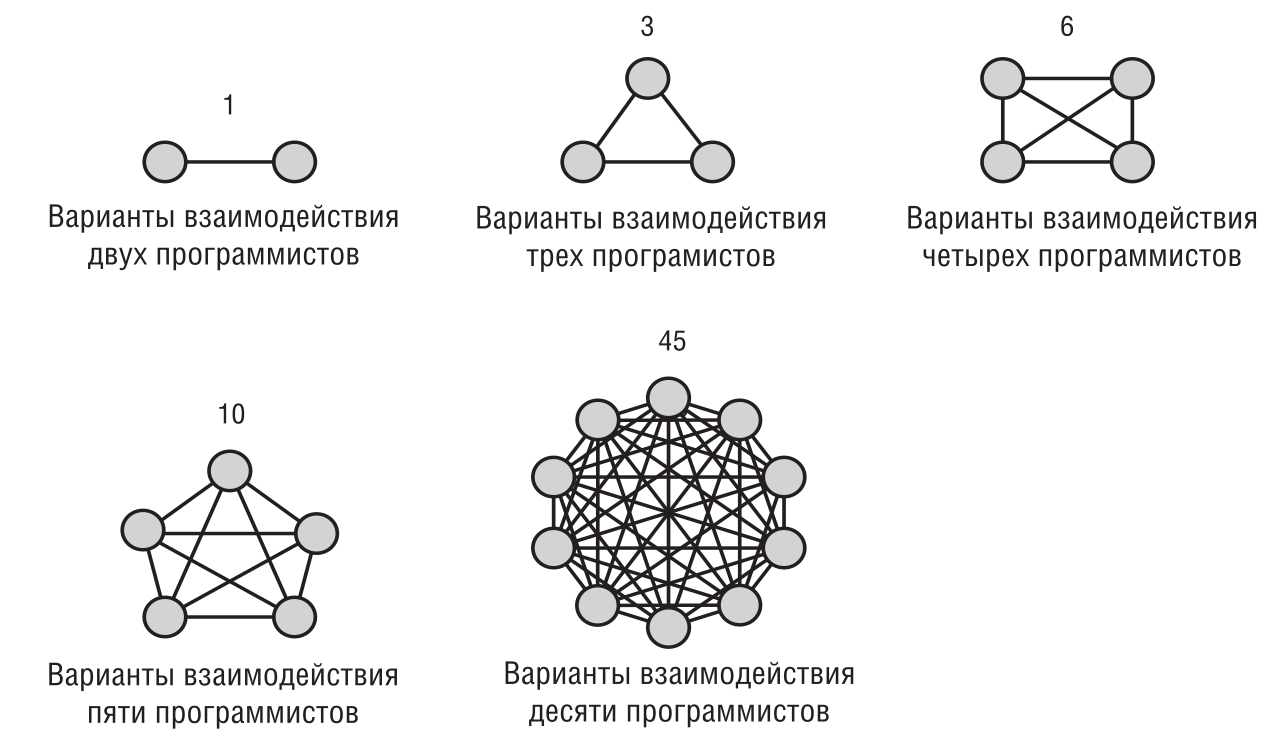 1
Варианты взаимодействия
двух программистов
3
Варианты взаимодействия
трех програмистов
6
Варианты взаимодействия
четырех программистов
10
Варианты взаимодействия
пяти программистов
45
Варианты взаимодействия
десяти программистов